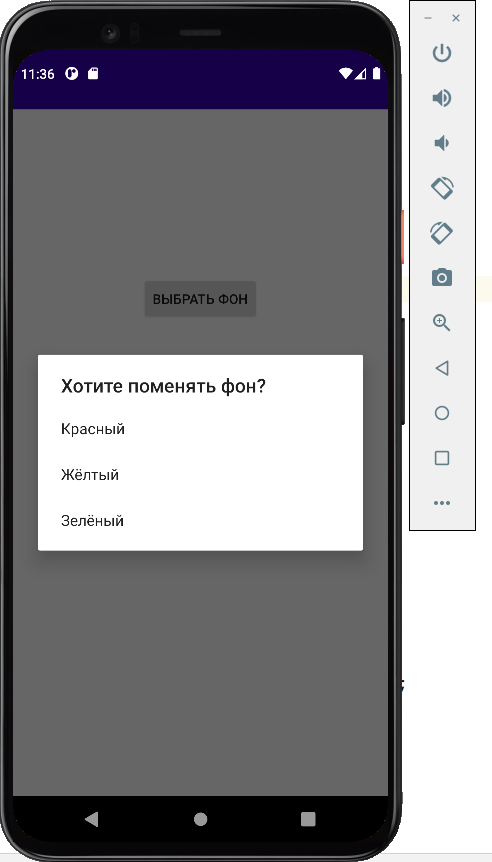 11:36
ВЫБРАТЬ ФОН
Хотите поменять фон?
Красный
Жёлтый
Зелёный